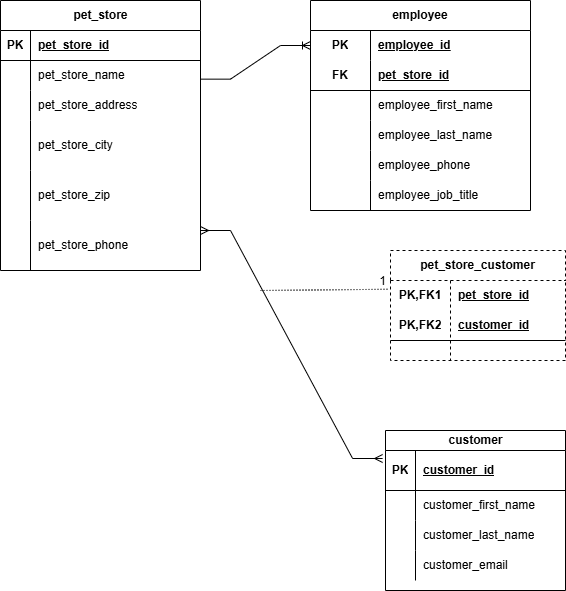 pet_store
PK pet_store_id
pet_store_name
pet_store_address
pet_store_city
pet_store_zip
pet_store_phone
employee
PK employee_id
FK pet_store_id
employee_first_name
employee_last_name
employee_phone
employee_job_title
1
pet_store_customer
PK,FK1 pet_store_id
PK,FK2 customer_id
customer
PK customer_id
customer_first_name
customer_last_name
customer_email